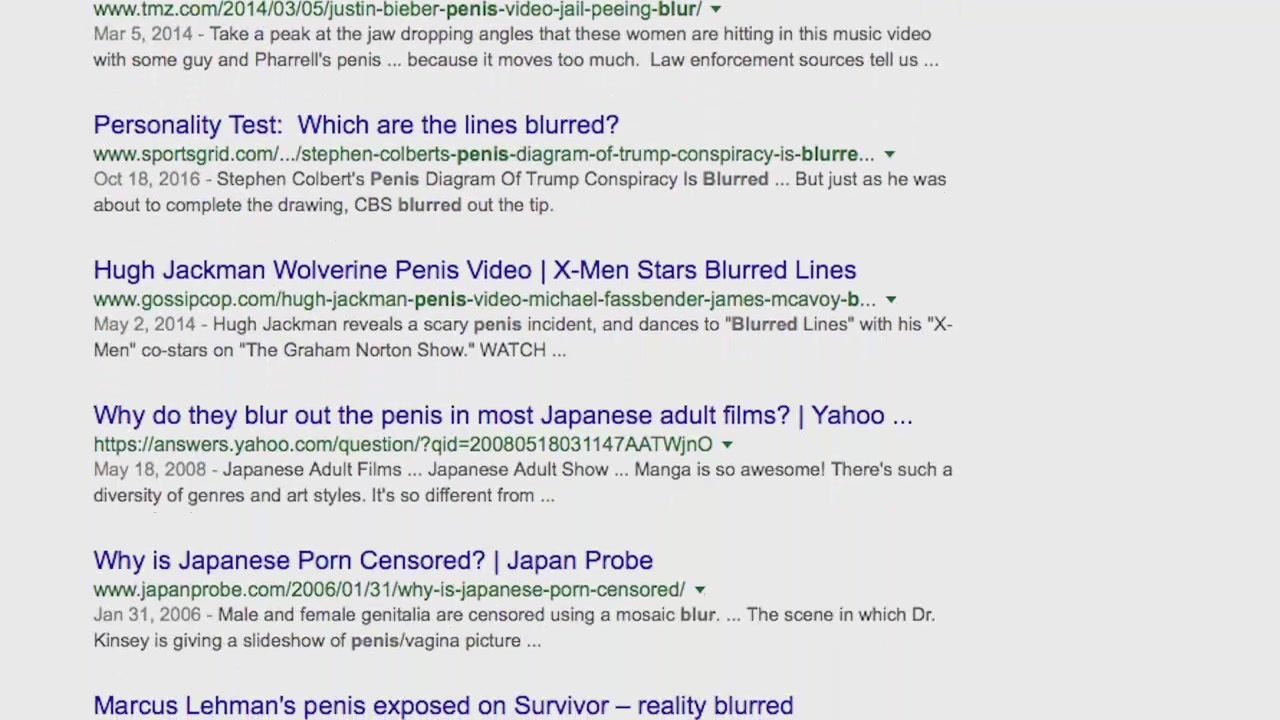 www.tmz.com/2014/03/05/justin-bieber-penis-video-jail-peeing-blur/
Mar 5, 2014 - Take a peak at the jaw dropping angles that these women are hitting in this music video
with some guy and Pharrell's penis ... because it moves too much. Law enforcement sources tell us ...
Personality Test: Which are the lines blurred?
www.sportsgrid.com/.../stephen-colberts-penis-diagram-of-trump-conspiracy-is-blurre...
Oct 18, 2016 - Stephen Colbert's Penis Diagram Of Trump Conspiracy Is Blurred ... But just as he was
about to complete the drawing, CBS blurred out the tip.
Hugh Jackman Wolverine Penis Video | X-Men Stars Blurred Lines
www.gossipcop.com/hugh-jackman-penis-video-michael-fassbender-james-mcavoy-b...
May 2, 2014 - Hugh Jackman reveals a scary penis incident, and dances to "Blurred Lines" with his "X-
Men" co-stars on "The Graham Norton Show." WATCH ...
Why do they blur out the penis in most Japanese adult films? | Yahoo ...
https://answers.yahoo.com/question/?qid=20080518031147AATWjnO
May 18, 2008 - Japanese Adult Films ... Japanese Adult Show ... Manga is so awesome! There's such a
diversity of genres and art styles. It's so different from ...
Why is Japanese Porn Censored? | Japan Probe
www.japanprobe.com/2006/01/31/why-is-japanese-porn-censored/
Jan 31, 2006 - Male and female genitalia are censored using a mosaic blur. ... The scene in which Dr.
Kinsey is giving a slideshow of penis/vagina picture ...
Marcus Lehman's penis exposed on Survivor – reality blurred